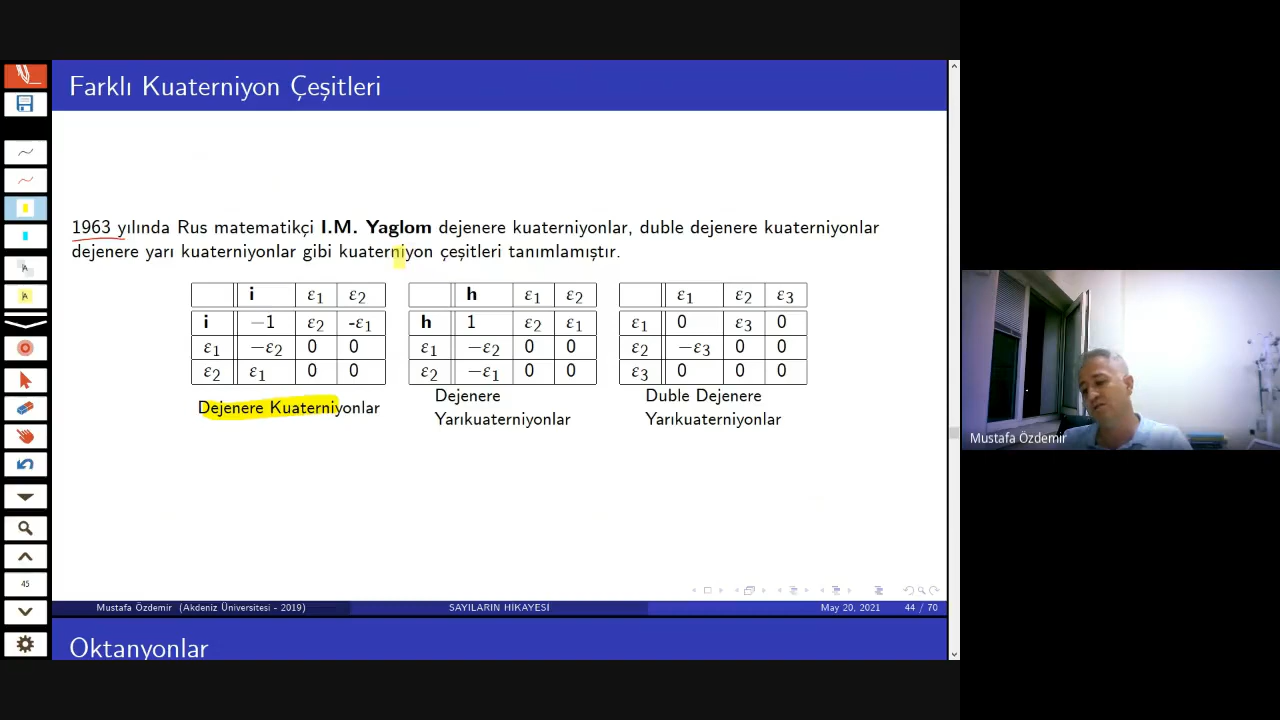 Farklı Kuaterniyon Çeşitleri
1963 yılında Rus matematikçi I.M. Yaglom dejenere kuaterniyonlar, duble dejenere kuaterniyonlar
dejenere yarı kuaterniyonlar gibi kuaterniyon çeşitleri tanımlamıştır.
i ε1 ε2
i −1 ε2 -ε1
ε1 −ε2 0 0
ε2 ε1 0 0
Dejenere Kuaterniyonlar
h ε1 ε2
h 1 ε2 ε1
ε1 −ε2 0 0
ε2 −ε1 0 0
Dejenere
Yarıkuaterniyonlar
ε1 ε2 ε3
ε1 0 ε3 0
ε2 −ε3 0 0
ε3 0 0 0
Duble Dejenere
Yarıkuaterniyonlar
Mustafa Özdemir
45
Mustafa Özdemir (Akdeniz Üniversitesi - 2019) SAYILARIN HIKAYESI May 20, 2021 44 / 70
Oktanyonlar